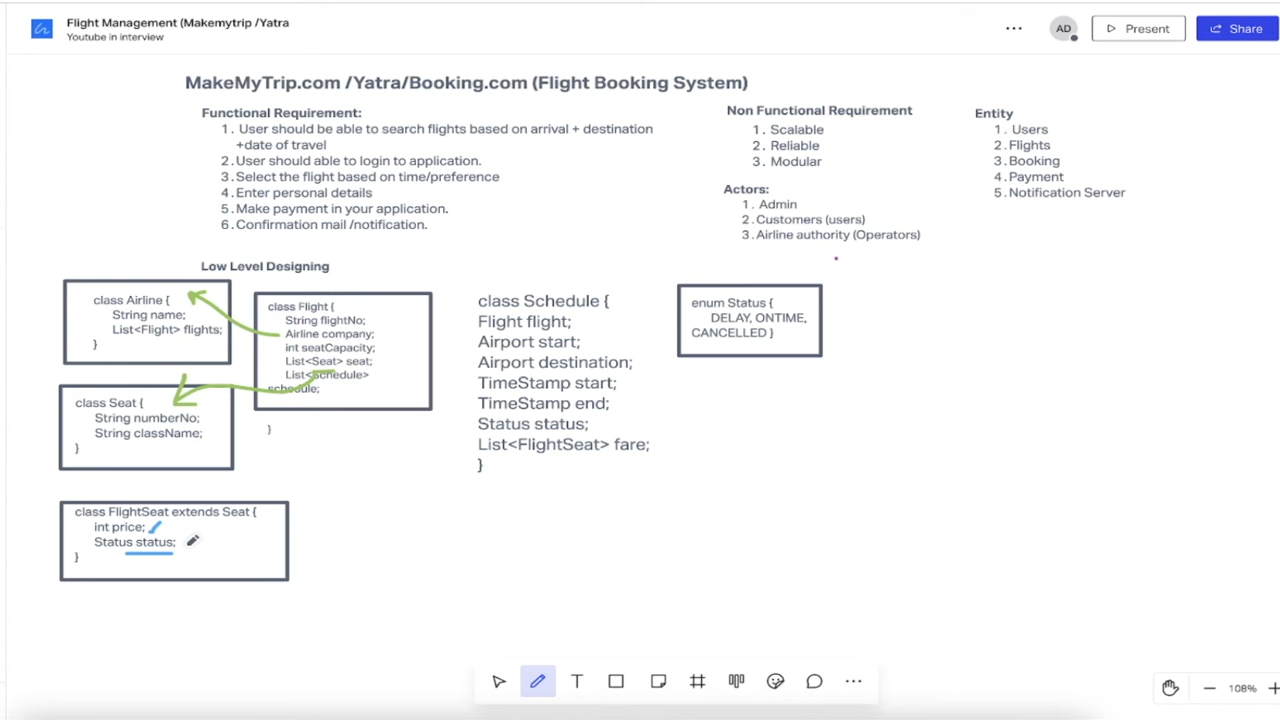 Flight Management (Makemytrip /Yatra
Youtube in interview
AD
Present
Share
MakeMyTrip.com /Yatra/Booking.com (Flight Booking System)
Functional Requirement:
1. User should be able to search flights based on arrival + destination
+date of travel
2. User should able to login to application.
3. Select the flight based on time/preference
4. Enter personal details
5. Make payment in your application.
6. Confirmation mail /notification.
Non Functional Requirement
1. Scalable
2. Reliable
3. Modular
Actors:
1. Admin
2. Customers (users)
3. Airline authority (Operators)
Entity
1. Users
2. Flights
3. Booking
4. Payment
5. Notification Server
Low Level Designing
class Airline {
String name;
List<Flight> flights;
}
class Flight {
String flightNo;
Airline company;
int seatCapacity;
List<Seat> seat;
List<Schedule>
schedule;
}
class Schedule {
Flight flight;
Airport start;
Airport destination;
TimeStamp start;
TimeStamp end;
Status status;
List<FlightSeat> fare;
}
enum Status {
DELAY, ONTIME,
CANCELLED }
class Seat {
String numberNo;
String className;
}
class FlightSeat extends Seat {
int price;
Status status;
}
T
108%